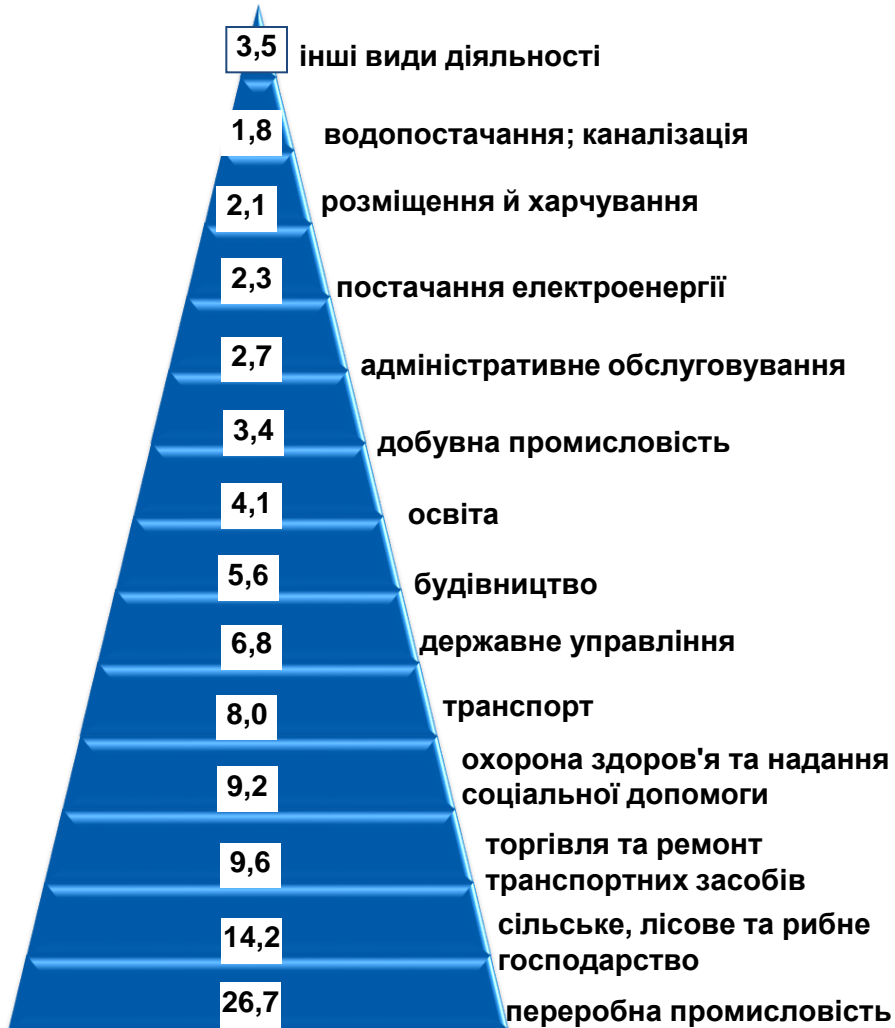 3,5 інші види діяльності
1,8 водопостачання; каналізація
2,1 розміщення й харчування
2,3 постачання електроенергії
2,7 адміністративне обслуговування
3,4 добувна промисловість
4,1 освіта
5,6 будівництво
6,8 державне управління
8,0 транспорт
охорона здоров'я та надання
9,2 соціальної допомоги
торгівля та ремонт
9,6 транспортних засобів
14,2 сільське, лісове та рибне
господарство
26,7 переробна промисловість